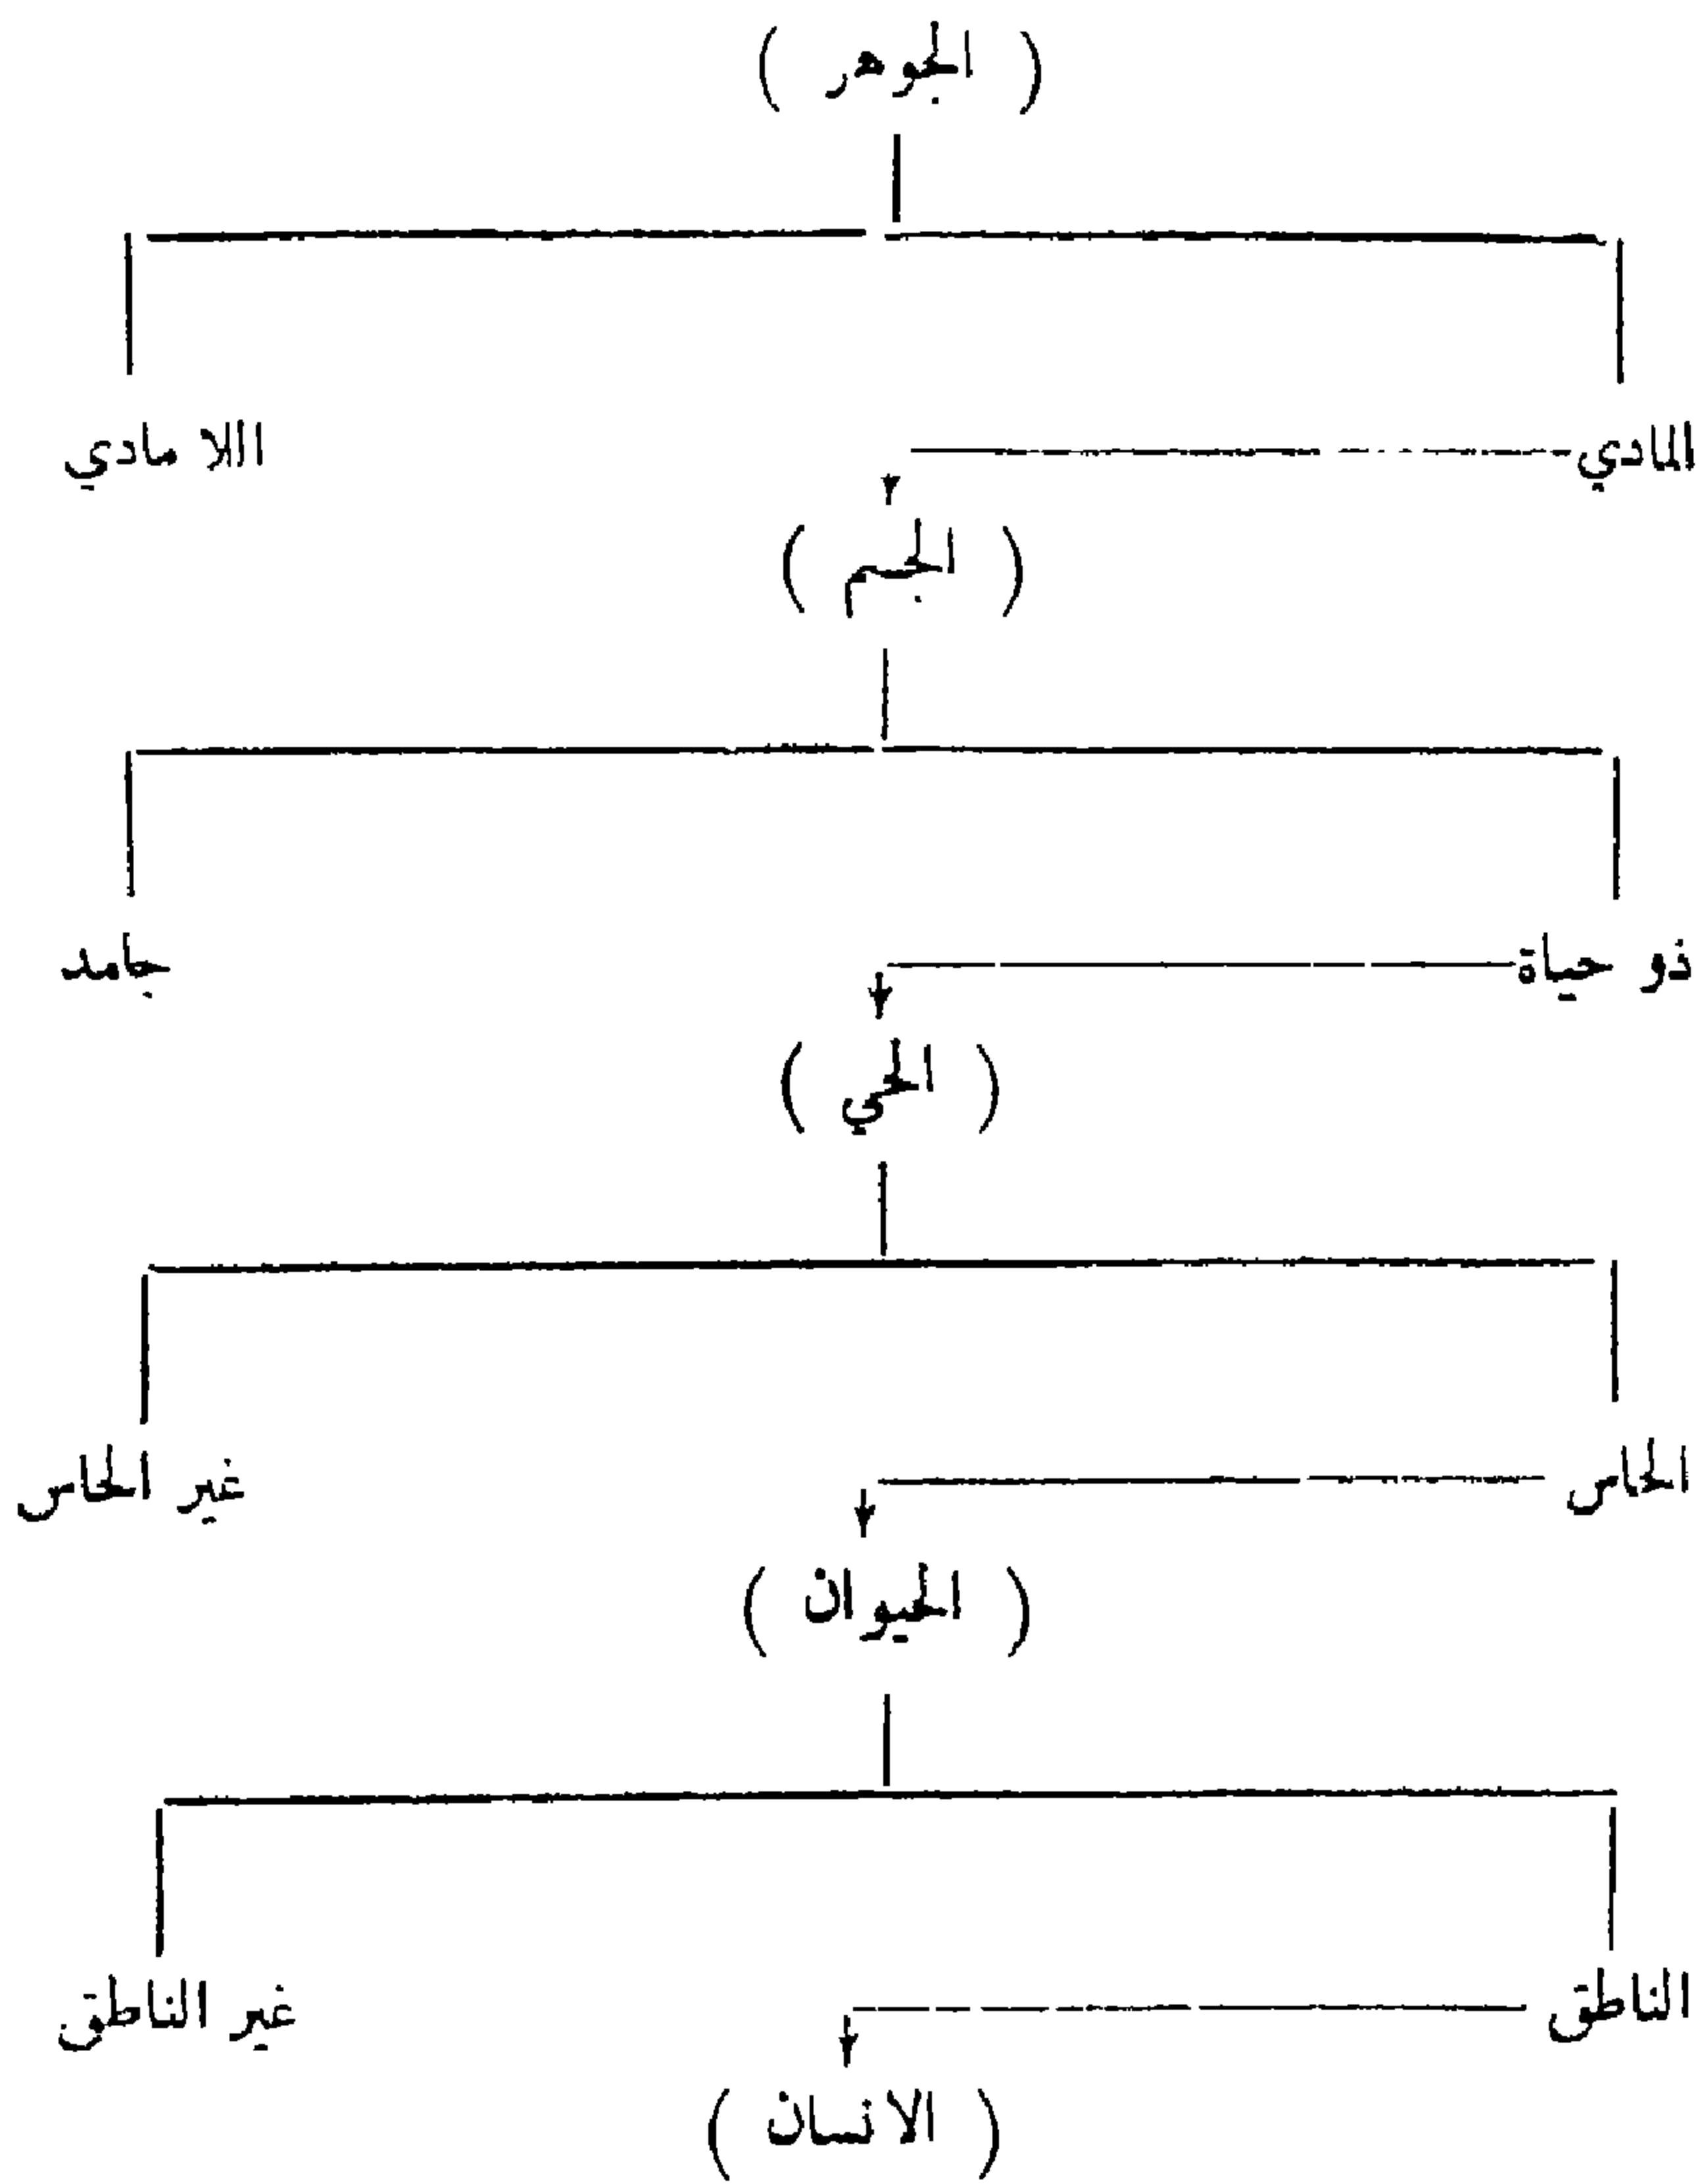 ( الجوهر )
المادي اللا مادي
( الجسم )
ذو حياة جامد
( الحي )
الحاس غير الحاس
( الحيوان )
الناطق غير الناطق
( الانسان )